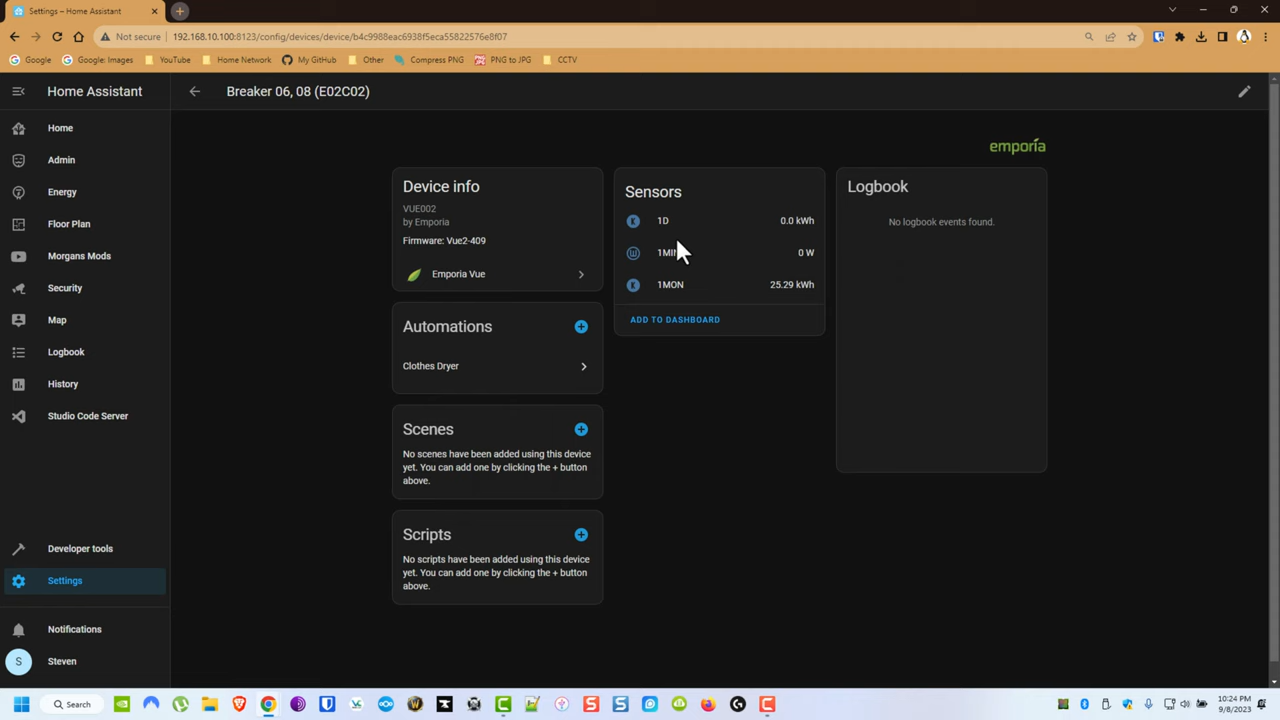 Settings – Home Assistant
Not secure
192.168.10.100:8123/config/devices/device/b4c9988eac6938f5eca55822579f6f07
Google
Google: Images
YouTube
Home Network
My GitHub
Other
Compress PNG
PNG to JPG
CCTV
Home Assistant
Breaker 06, 08 (E02C02)
Home
Admin
Energy
Floor Plan
Morgans Mods
Security
Map
Logbook
History
Studio Code Server
Developer tools
Settings
Notifications
S
Steven
emporia
Device info
VUE002
by Emporia
Firmware: Vue2-409
Emporia Vue
Automations
Clothes Dryer
Scenes
No scenes have been added using this device
yet. You can add one by clicking the + button
above.
Scripts
No scripts have been added using this device
yet. You can add one by clicking the + button
above.
Sensors
1D
0.0 kWh
0 W
1MON
25.29 kWh
ADD TO DASHBOARD
Logbook
No logbook events found.
Search
10:24 PM
9/8/2023